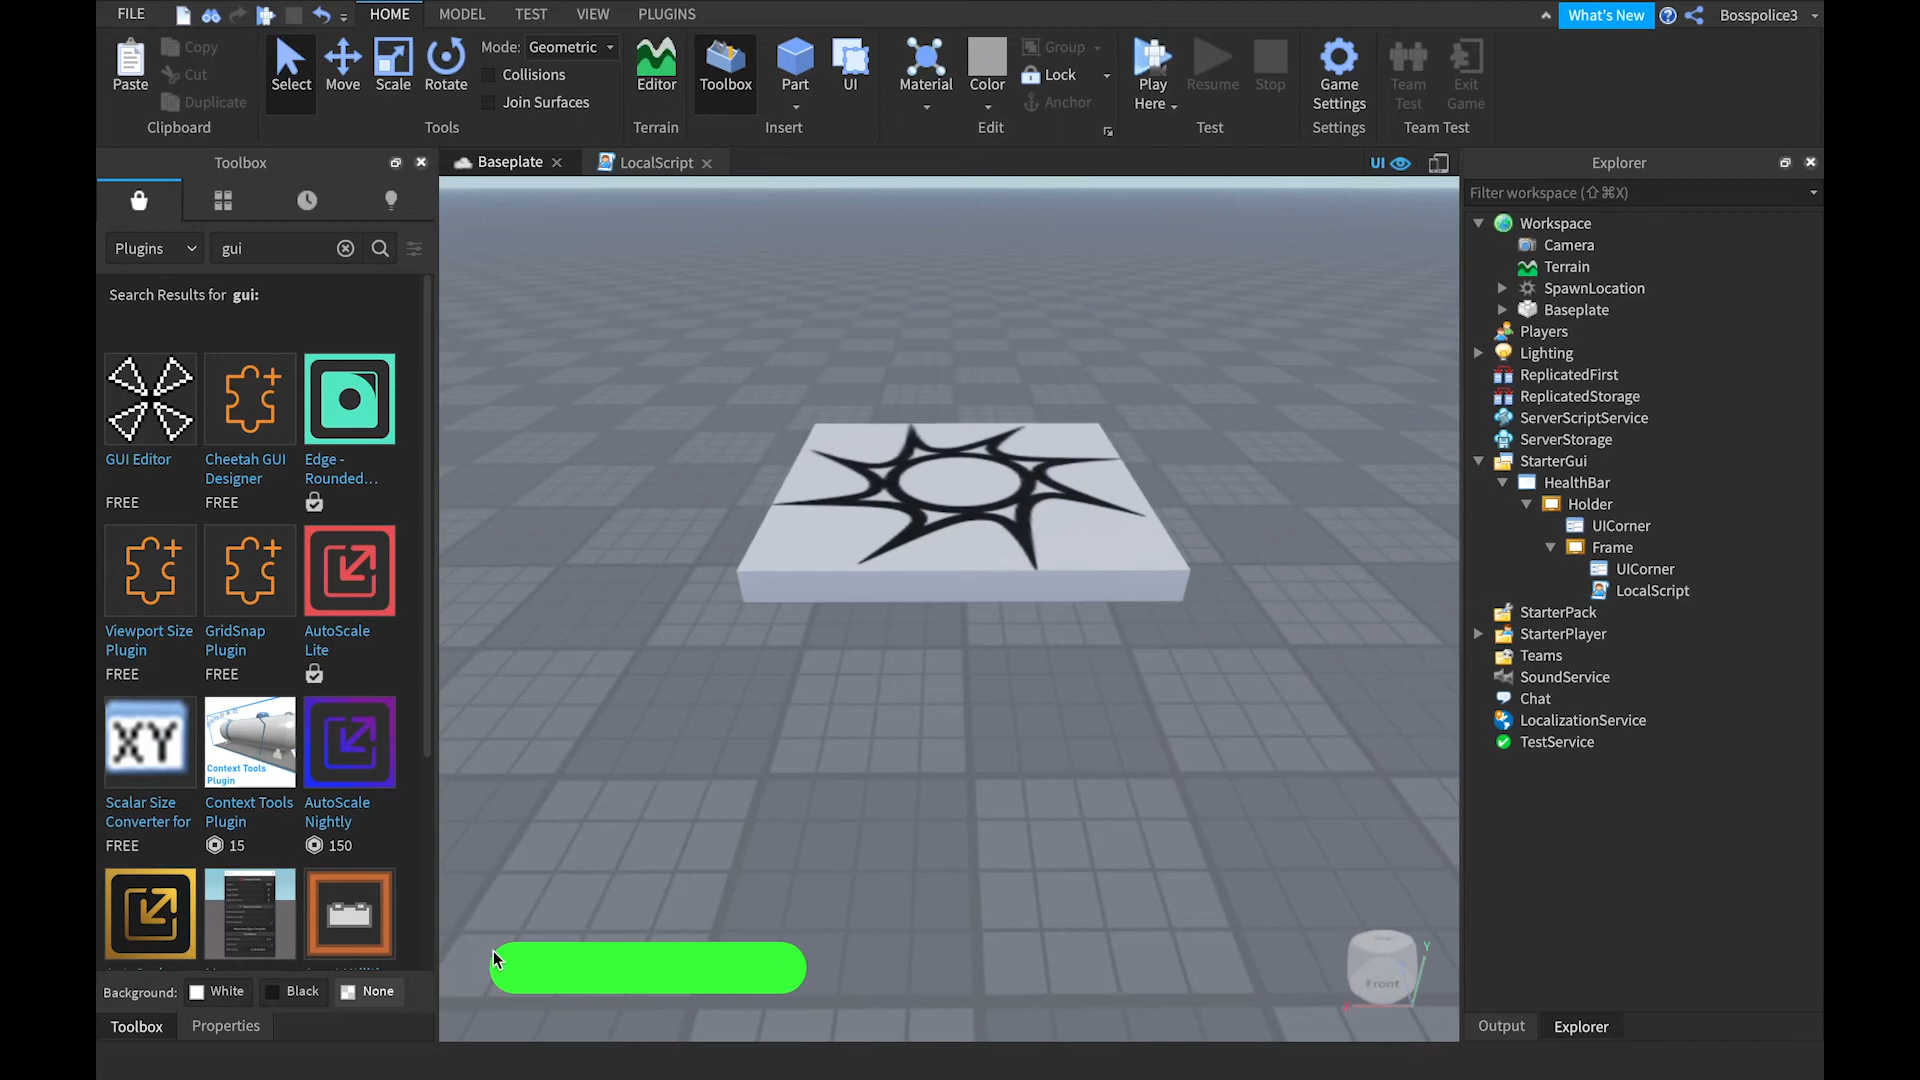 FILE HOME MODEL TEST VIEW PLUGINS What's New Bosspolice3
Paste Copy Cut Duplicate
Clipboard
Select Move Scale Rotate
Mode: Geometric
Collisions
Join Surfaces
Tools
Editor
Terrain
Toolbox Part UI
Insert
Material Color Group Lock Anchor
Edit
Play Here Resume Stop
Test
Game Settings
Settings
Team Test Exit Game
Team Test
Toolbox
Plugins gui
Search Results for gui:
GUI Editor
FREE
Cheetah GUI Designer
FREE
Edge - Rounded...
Viewport Size Plugin
FREE
GridSnap Plugin
FREE
AutoScale Lite
XY
Scalar Size Converter for
FREE
Context Tools Plugin
Context Tools Plugin
15
AutoScale Nightly
150
Background: White Black None
Toolbox Properties
Baseplate LocalScript UI
Front
Y
Explorer
Filter workspace (⇧⌘X)
Workspace
Camera
Terrain
SpawnLocation
Baseplate
Players
Lighting
ReplicatedFirst
ReplicatedStorage
ServerScriptService
ServerStorage
StarterGui
HealthBar
Holder
UICorner
Frame
UICorner
LocalScript
StarterPack
StarterPlayer
Teams
SoundService
Chat
LocalizationService
TestService
Output Explorer